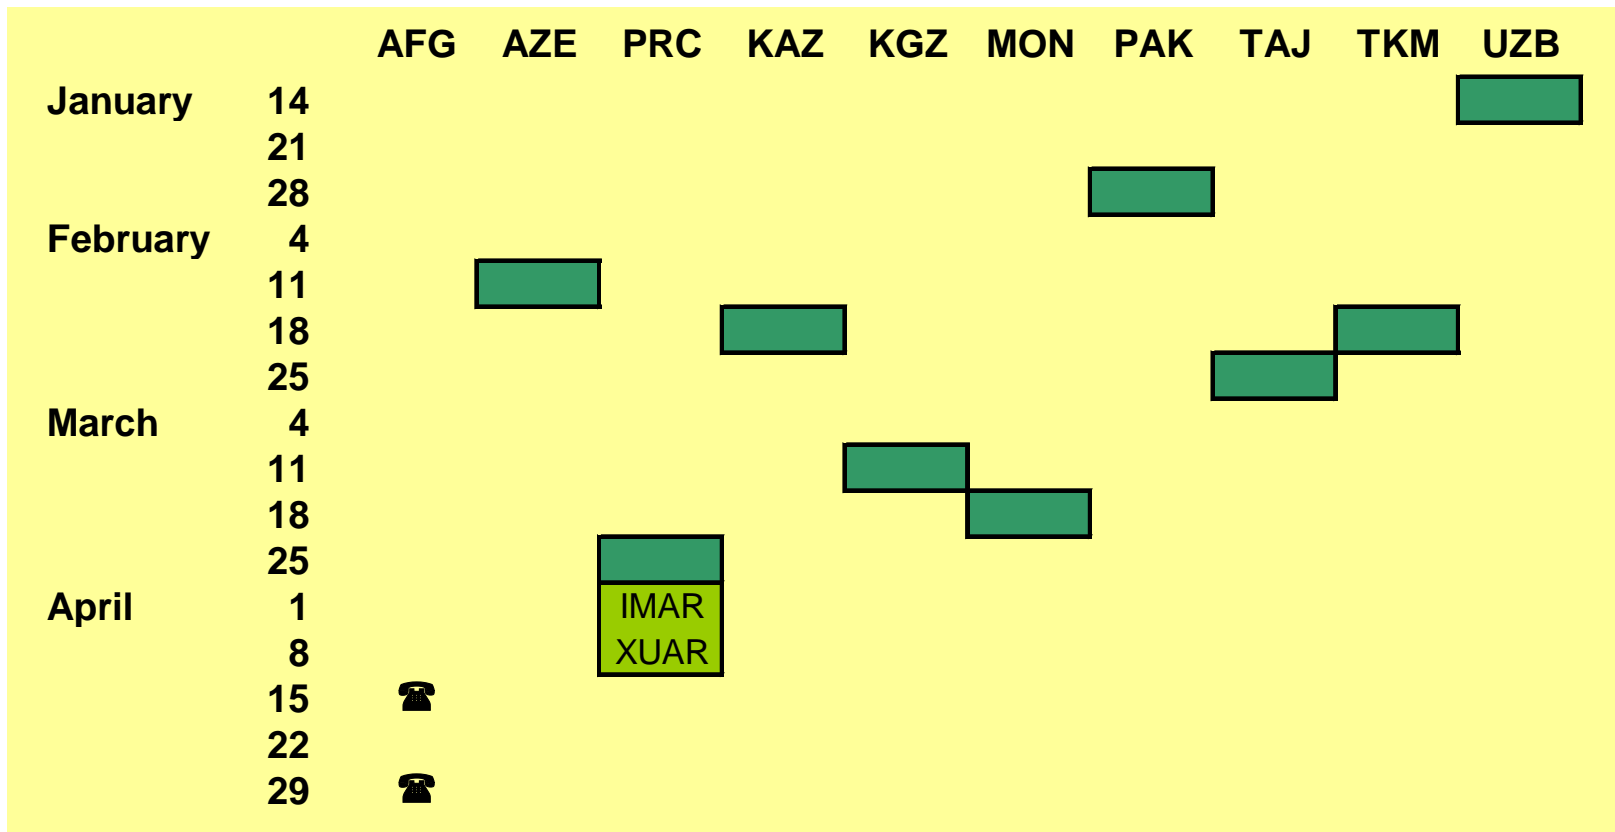 AFG AZE PRC KAZ KGZ MON PAK TAJ TKM UZB
January 14
21
28
February 4
11
18
25
March 4
11
18
25
April 1 IMAR
8 XUAR
15 ☎
22
29 ☎